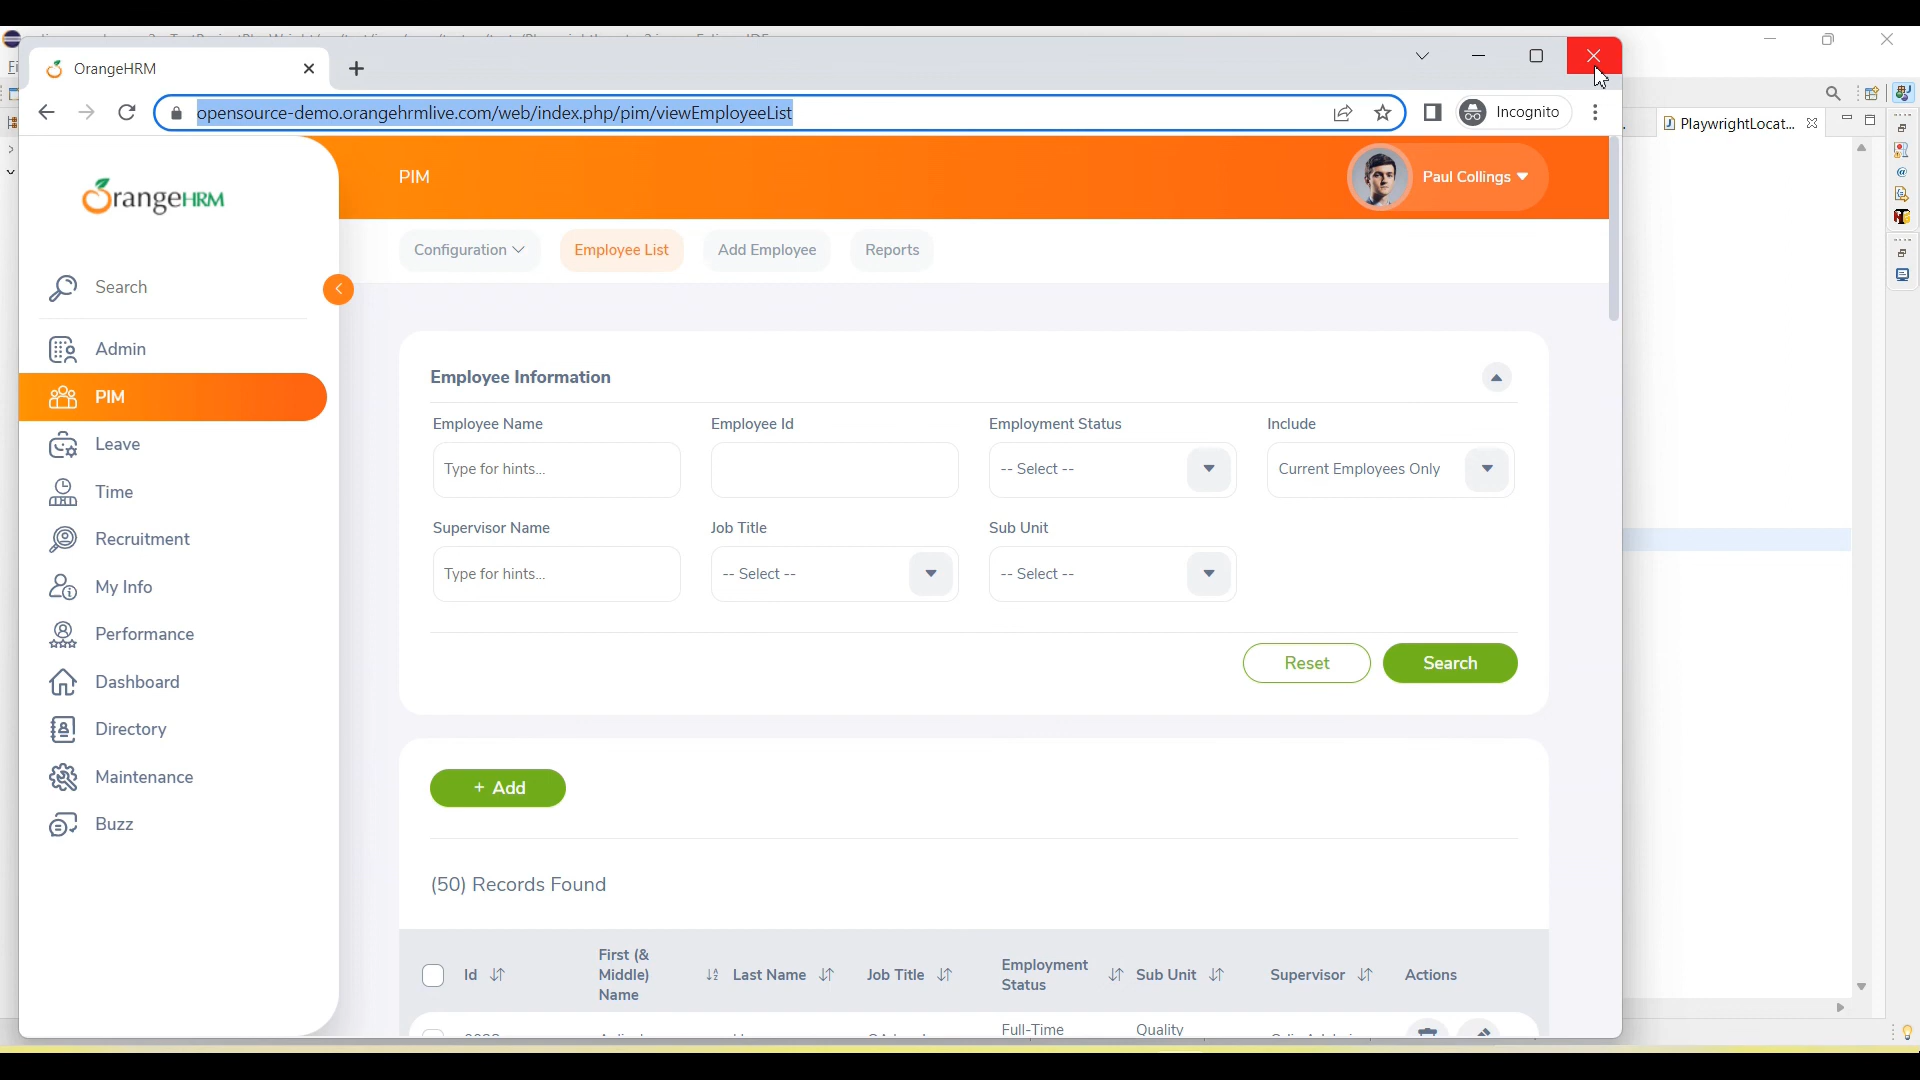 OrangeHRM
opensource-demo.orangehrmlive.com/web/index.php/pim/viewEmployeeList
Incognito
PlaywrightLocat...
OrangeHRM
PIM
Paul Collings
Configuration
Employee List
Add Employee
Reports
Search
Admin
PIM
Leave
Time
Recruitment
My Info
Performance
Dashboard
Directory
Maintenance
Buzz
Employee Information
Employee Name
Employee Id
Employment Status
Include
Type for hints...
-- Select --
Current Employees Only
Supervisor Name
Job Title
Sub Unit
Type for hints...
-- Select --
-- Select --
Reset
Search
+ Add
(50) Records Found
Id
First (&
Middle)
Name
Last Name
Job Title
Employment
Status
Sub Unit
Supervisor
Actions
Full-Time
Quality